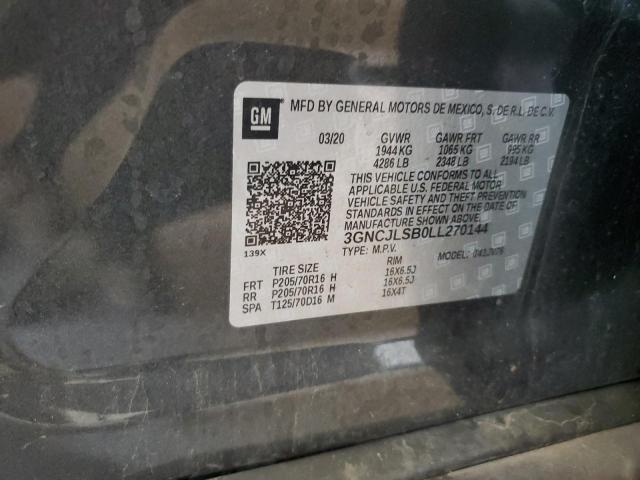 GM
MFD BY GENERAL MOTORS DE MEXICO, S. DE R.L. DE C.V.
03/20 GVWR GAWR FRT GAWR RR
1944 KG 1065 KG 995 KG
4286 LB 2348 LB 2194 LB
THIS VEHICLE CONFORMS TO ALL
APPLICABLE U.S. FEDERAL MOTOR
VEHICLE SAFETY AND THEFT PREVENTION
STANDARDS IN EFFECT ON THE DATE OF
MANUFACTURE SHOWN ABOVE.
3GNCJLSB0LL270144
139X
TYPE: M.P.V. MODEL:
TIRE SIZE RIM
FRT P205/70R16 H 16X6.5J
RR P205/70R16 H 16X6.5J
SPA T125/70D16 M 16X4T